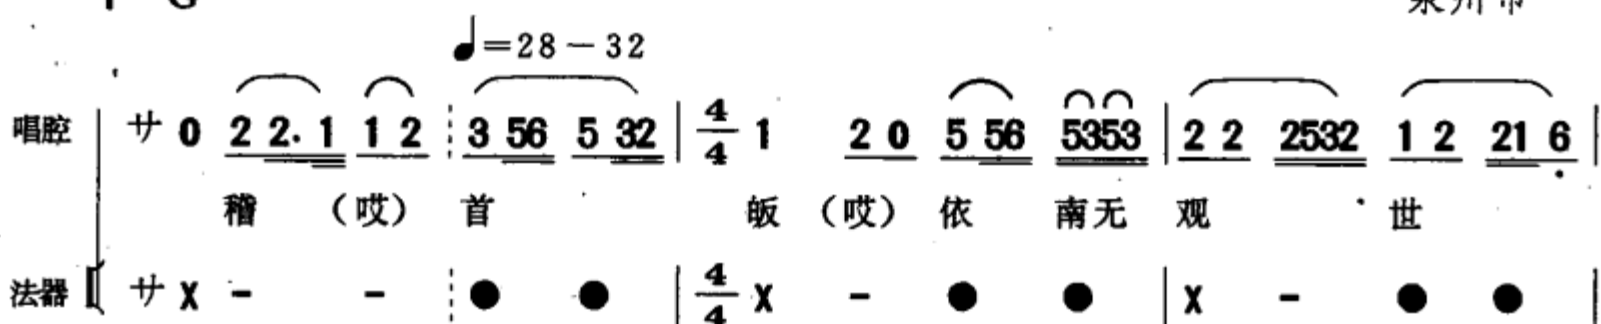 ♩=28－32
唱腔 サ 0 2 2. 1 1 2 3 56 5 32 4/4 1 2 0 5 56 5353 2 2 2532 1 2 21 6
稽 （哎） 首 皈 （哎） 依 南无 观 世
法器 サ X - - ● ● 4/4 X - ● ● X - ● ●